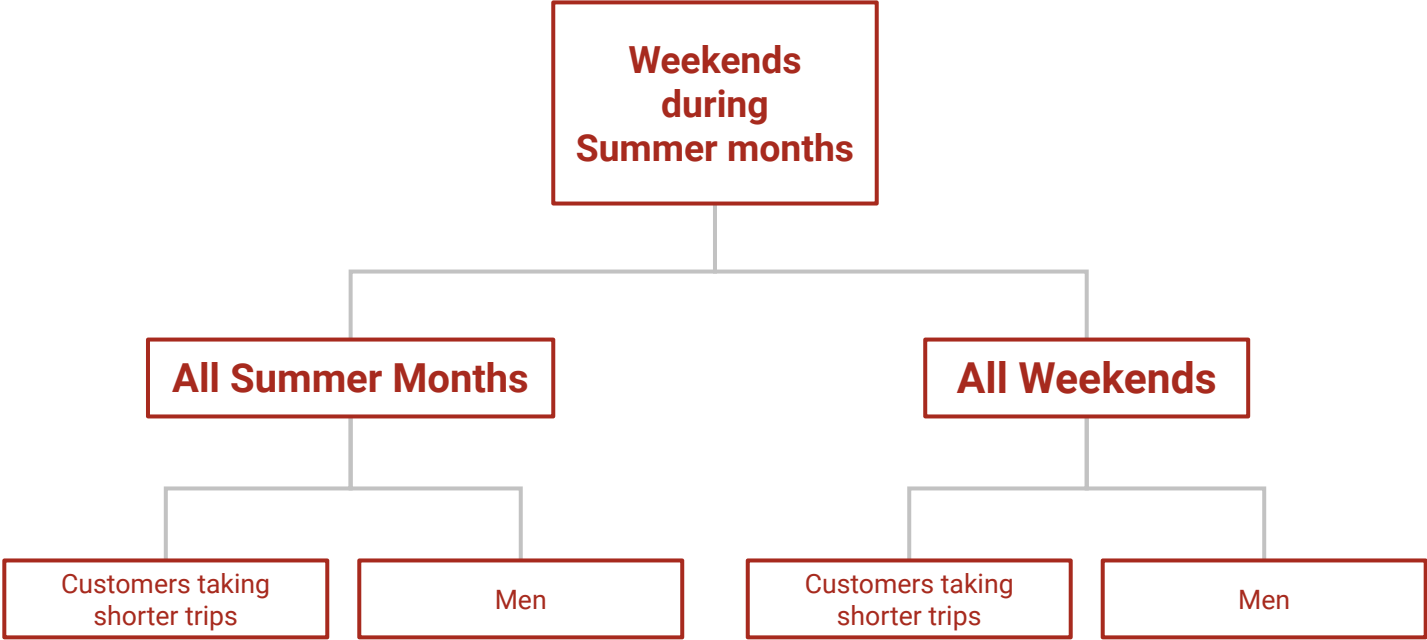 Weekends
during
Summer months
All Summer Months
All Weekends
Customers taking
shorter trips
Men
Customers taking
shorter trips
Men